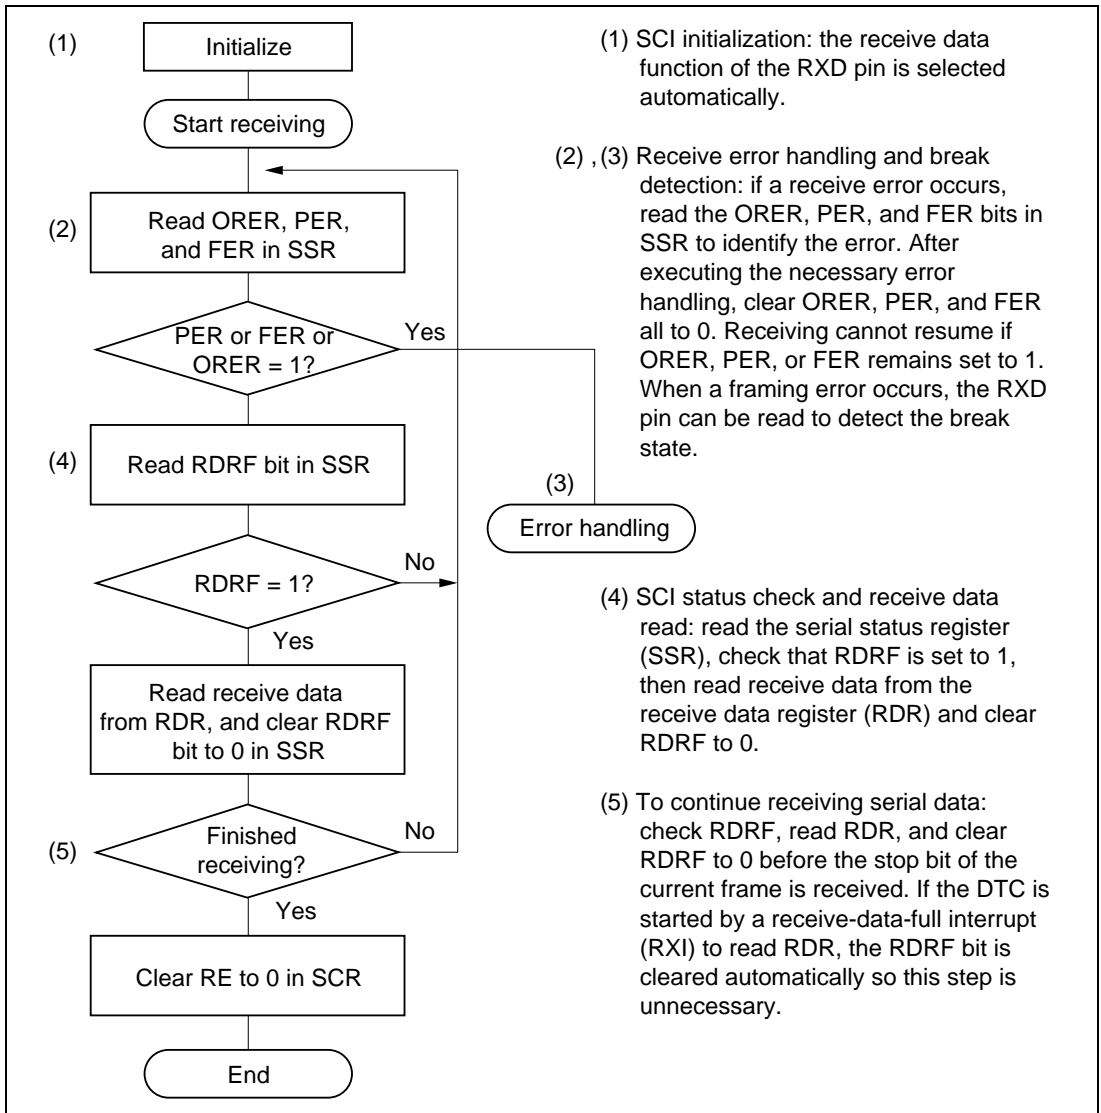 (1)
Initialize
Start receiving
(2)
Read ORER, PER,
and FER in SSR
PER or FER or
ORER = 1?
Yes
(4)
Read RDRF bit in SSR
(3)
Error handling
RDRF = 1?
No
Yes
Read receive data
from RDR, and clear RDRF
bit to 0 in SSR
(5)
Finished
receiving?
No
Yes
Clear RE to 0 in SCR
End
(1) SCI initialization: the receive data
function of the RXD pin is selected
automatically.
(2) , (3) Receive error handling and break
detection: if a receive error occurs,
read the ORER, PER, and FER bits in
SSR to identify the error. After
executing the necessary error
handling, clear ORER, PER, and FER
all to 0. Receiving cannot resume if
ORER, PER, or FER remains set to 1.
When a framing error occurs, the RXD
pin can be read to detect the break
state.
(4) SCI status check and receive data
read: read the serial status register
(SSR), check that RDRF is set to 1,
then read receive data from the
receive data register (RDR) and clear
RDRF to 0.
(5) To continue receiving serial data:
check RDRF, read RDR, and clear
RDRF to 0 before the stop bit of the
current frame is received. If the DTC is
started by a receive-data-full interrupt
(RXI) to read RDR, the RDRF bit is
cleared automatically so this step is
unnecessary.